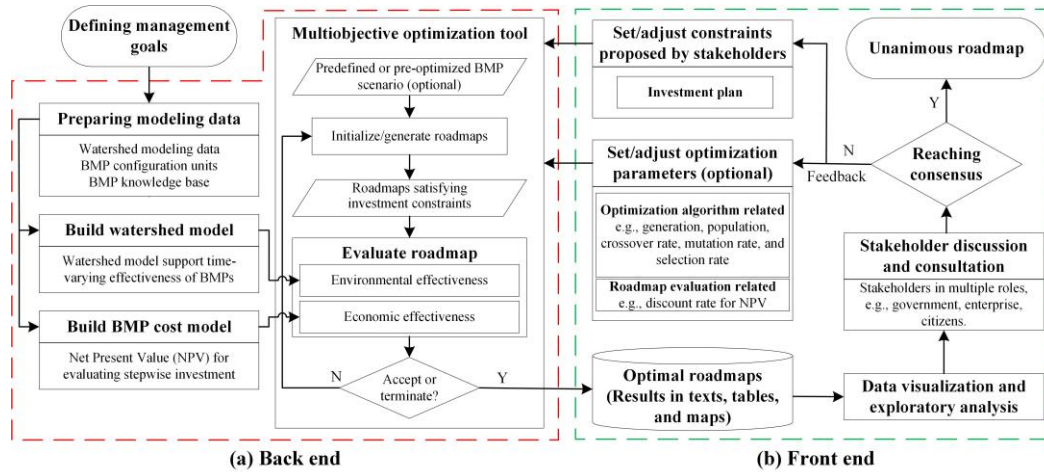 Defining management
goals
Preparing modeling data
Watershed modeling data
BMP configuration units
BMP knowledge base
Build watershed model
Watershed model support time-
varying effectiveness of BMPs
Build BMP cost model
Net Present Value (NPV) for
evaluating stepwise investment
Multiobjective optimization tool
Predefined or pre-optimized BMP
scenario (optional)
Initialize/generate roadmaps
Roadmaps satisfying
investment constraints
Evaluate roadmap
Environmental effectiveness
Economic effectiveness
N
Accept or
terminate?
Y
(a) Back end
Set/adjust constraints
proposed by stakeholders
Investment plan
Set/adjust optimization
parameters (optional)
Optimization algorithm related
e.g., generation, population,
crossover rate, mutation rate, and
selection rate
Roadmap evaluation related
e.g., discount rate for NPV
Optimal roadmaps
(Results in texts, tables,
and maps)
Unanimous roadmap
Y
N
Feedback
Reaching
consensus
Stakeholder discussion
and consultation
Stakeholders in multiple roles,
e.g., government, enterprise,
citizens.
Data visualization and
exploratory analysis
(b) Front end